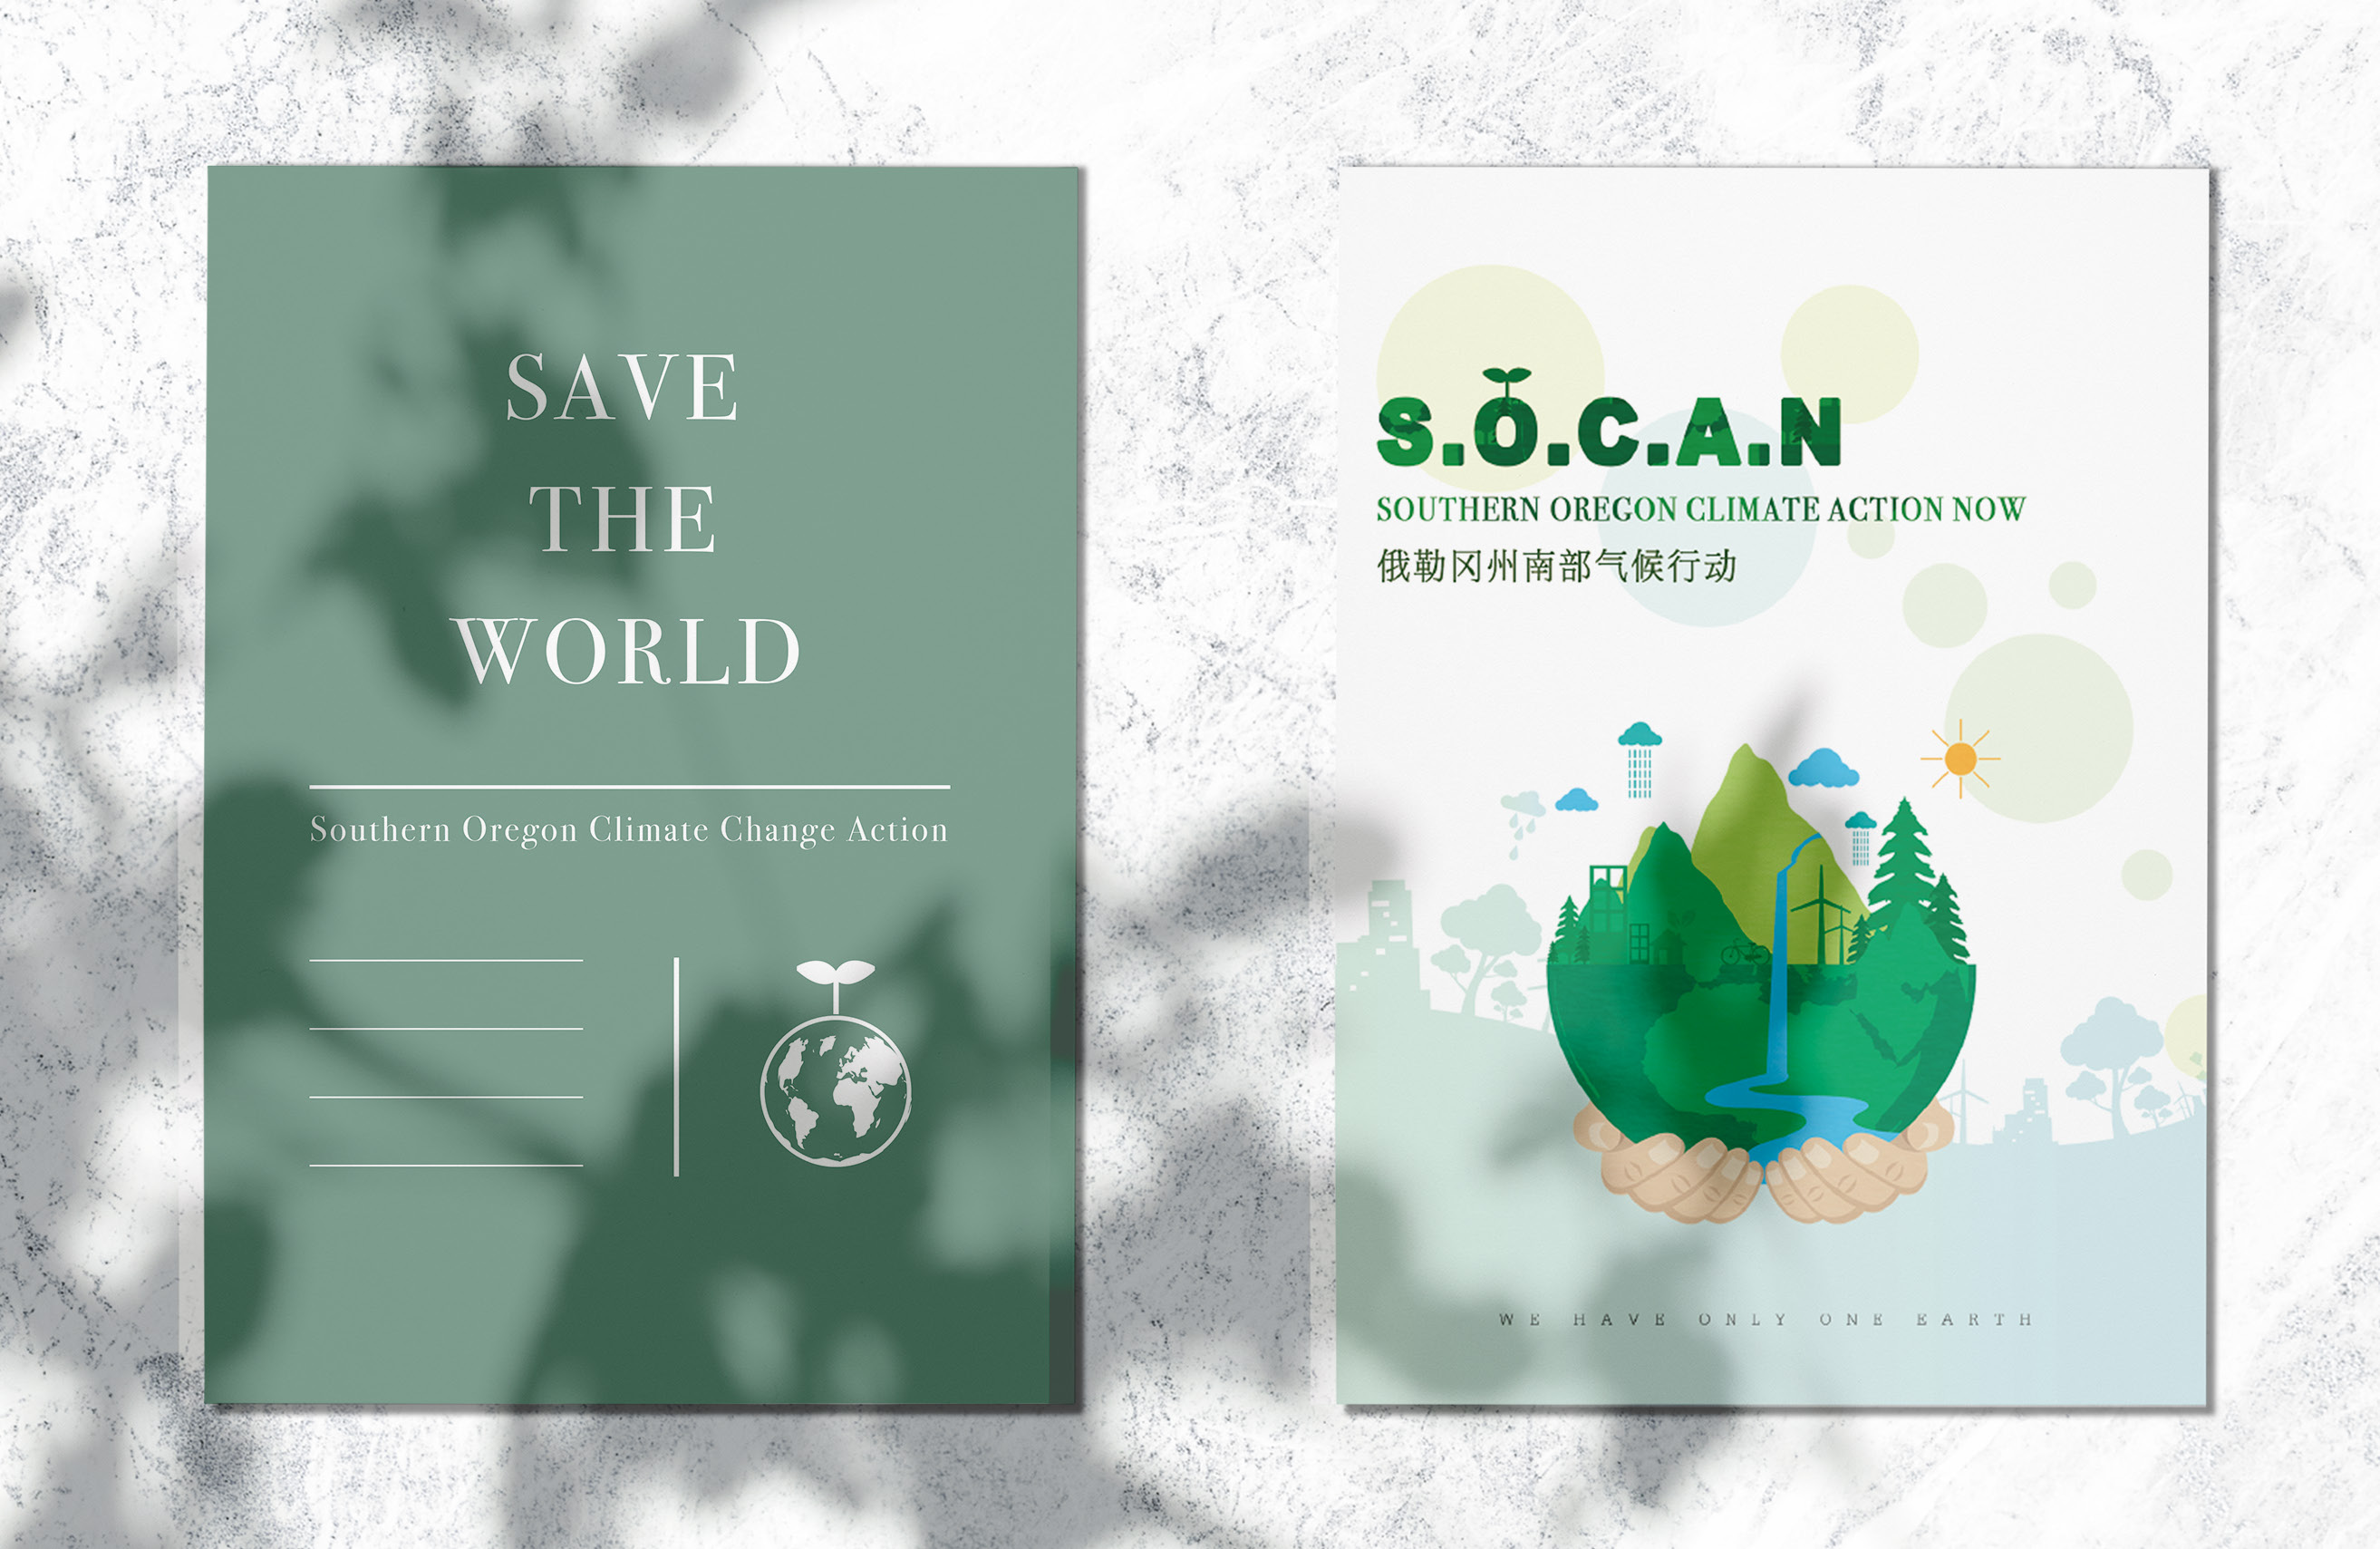 SAVE
THE
WORLD
Southern Oregon Climate Change Action
S.O.C.A.N
SOUTHERN OREGON CLIMATE ACTION NOW
俄勒冈州南部气候行动
WE HAVE ONLY ONE EARTH